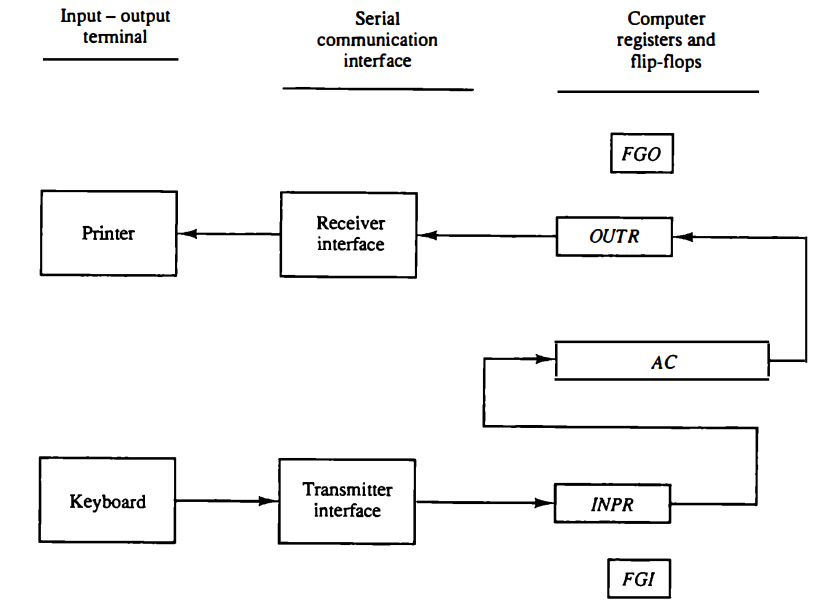 Input – output
terminal
Serial
communication
interface
Computer
registers and
flip-flops
FGO
Printer
Receiver
interface
OUTR
AC
Keyboard
Transmitter
interface
INPR
FGI